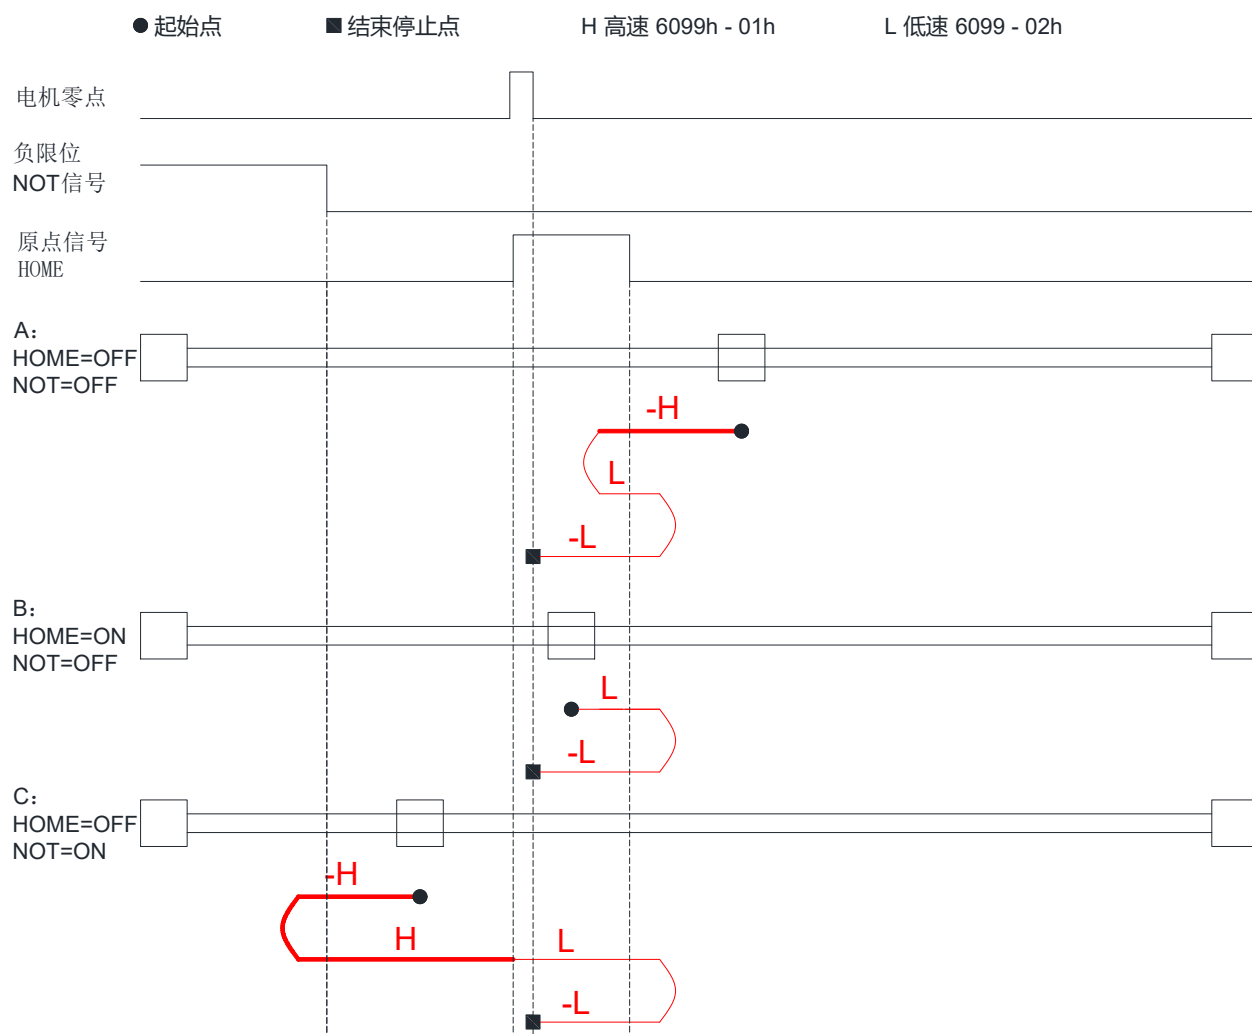 起始点 结束停止点 H 高速 6099h - 01h L 低速 6099 - 02h
电机零点
负限位
NOT信号
原点信号
HOME
A：
HOME=OFF
NOT=OFF
-H
L
-L
B：
HOME=ON
NOT=OFF
L
-L
C：
HOME=OFF
NOT=ON
-H
H L
-L